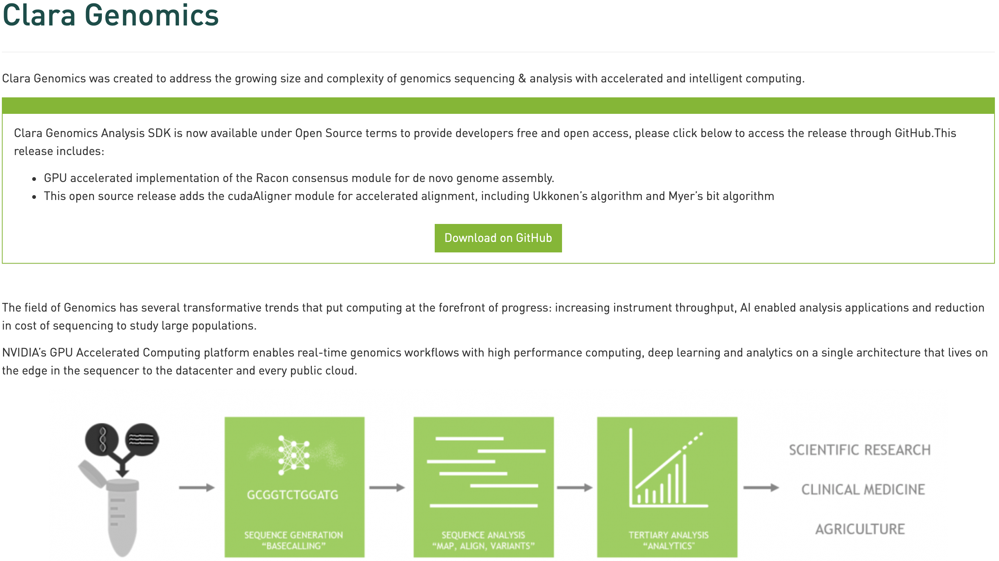 Clara Genomics
Clara Genomics was created to address the growing size and complexity of genomics sequencing & analysis with accelerated and intelligent computing.
Clara Genomics Analysis SDK is now available under Open Source terms to provide developers free and open access, please click below to access the release through GitHub.This
release includes:
• GPU accelerated implementation of the Racon consensus module for de novo genome assembly.
• This open source release adds the cudaAligner module for accelerated alignment, including Ukkonen’s algorithm and Myer’s bit algorithm
Download on GitHub
The field of Genomics has several transformative trends that put computing at the forefront of progress: increasing instrument throughput, AI enabled analysis applications and reduction
in cost of sequencing to study large populations.
NVIDIA’s GPU Accelerated Computing platform enables real-time genomics workflows with high performance computing, deep learning and analytics on a single architecture that lives on
the edge in the sequencer to the datacenter and every public cloud.
GCGGTCTGGATG
SEQUENCE GENERATION
“BASECALLING”
SEQUENCE ANALYSIS
“MAP, ALIGN, VARIANTS”
TERTIARY ANALYSIS
“ANALYTICS"
SCIENTIFIC RESEARCH
CLINICAL MEDICINE
AGRICULTURE